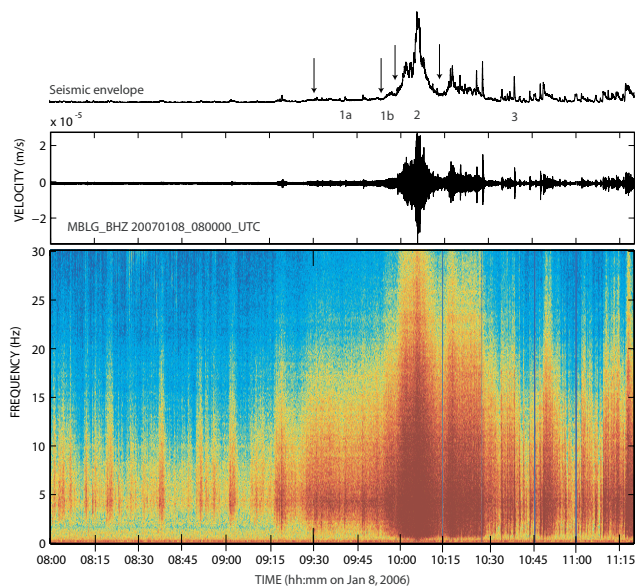 Seismic envelope
1a 1b 2 3
x 10 -5
2
0
−2
VELOCITY (m/s)
MBLG_BHZ 20070108_080000_UTC
30
25
20
15
10
5
0
FREQUENCY (Hz)
08:00 08:15 08:30 08:45 09:00 09:15 09:30 09:45 10:00 10:15 10:30 10:45 11:00 11:15
TIME (hh:mm on Jan 8, 2006)